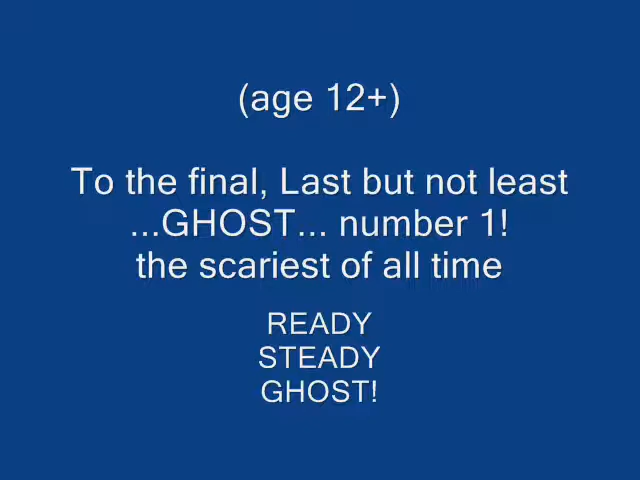 (age 12+)
To the final, Last but not least
...GHOST... number 1!
the scariest of all time
READY
STEADY
GHOST!